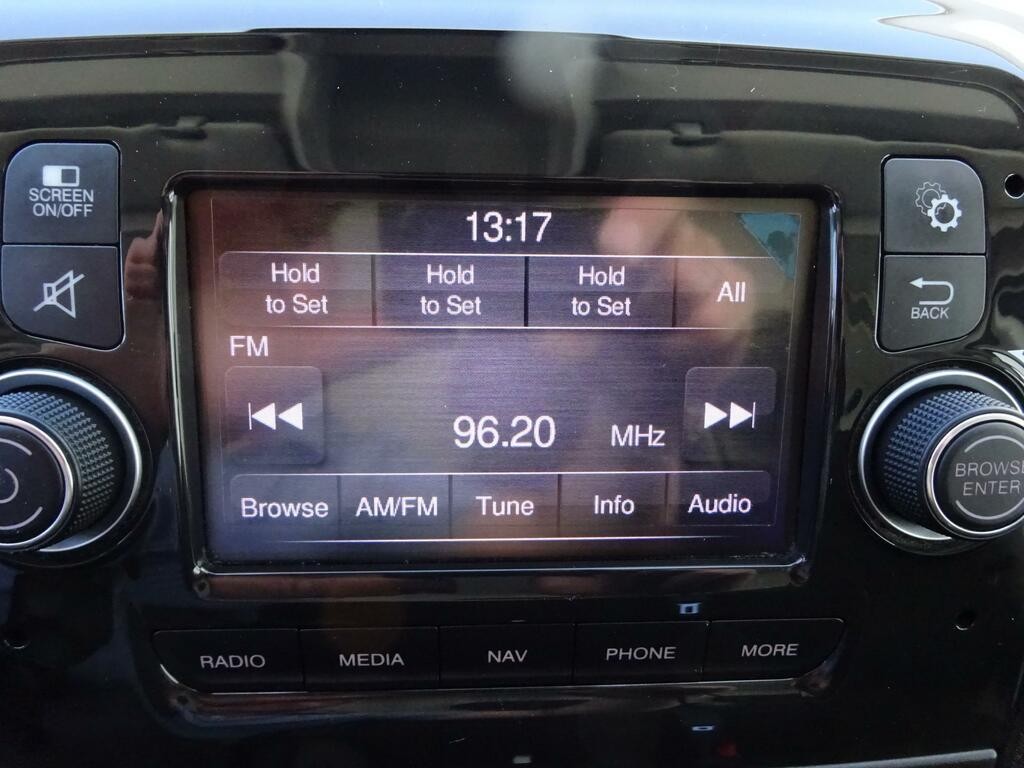 SCREEN
ON/OFF
13:17
Hold
to Set
Hold
to Set
Hold
to Set
All
FM
96.20 MHz
Browse AM/FM Tune Info Audio
BACK
BROWSE
ENTER
RADIO MEDIA NAV PHONE MORE